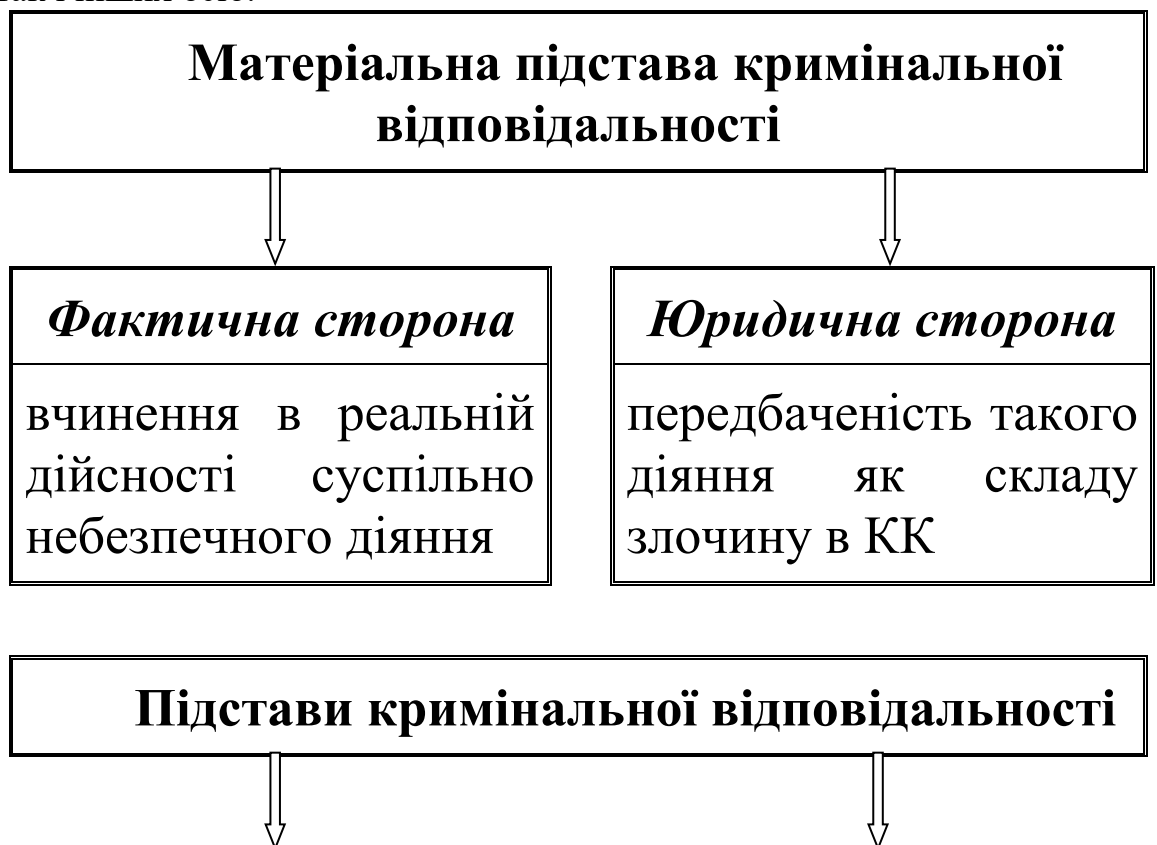 Матеріальна підстава кримінальної
відповідальності
Фактична сторона
вчинення в реальній
дійсності суспільно
небезпечного діяння
Юридична сторона
передбаченість такого
діяння як складу
злочину в КК
Підстави кримінальної відповідальності